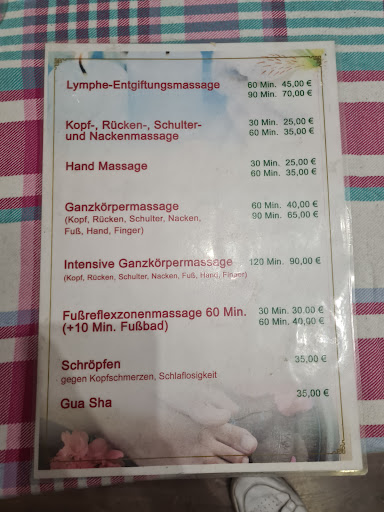 Lymphe-Entgiftungsmassage 60 Min. 45,00 €
90 Min. 70,00 €
Kopf-, Rücken-, Schulter- 30 Min. 25,00 €
und Nackenmassage 60 Min. 35,00 €
Hand Massage 30 Min. 25,00 €
60 Min. 35,00 €
Ganzkörpermassage 60 Min. 40,00 €
(Kopf, Rücken, Schulter, Nacken, 90 Min. 65,00 €
Fuß, Hand, Finger)
Intensive Ganzkörpermassage 120 Min. 90,00 €
(Kopf, Rücken, Schulter, Nacken, Fuß, Hand, Finger)
Fußreflexzonenmassage 60 Min. 30 Min. 30,00 €
(+10 Min. Fußbad) 60 Min. 40,00 €
Schröpfen 35,00 €
gegen Kopfschmerzen, Schlaflosigkeit
Gua Sha 35,00 €